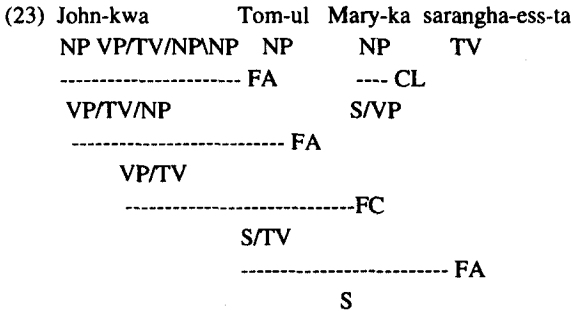 (23) John-kwa Tom-ul Mary-ka sarangha-ess-ta
NP VP/TV/NP\NP NP NP TV
------------------------- FA ---- CL
VP/TV/NP S/VP
----------------------------- FA
VP/TV
-------------------------------FC
S/TV
---------------------------- FA
S